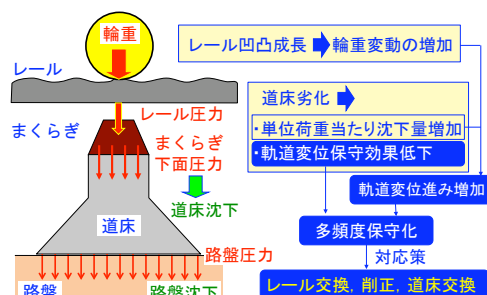 輪重
レール
レール圧力
まくらぎ
まくらぎ
下面圧力
道床
道床沈下
路盤圧力
路盤
路盤沈下
レール凹凸成長 輪重変動の増加
道床劣化
・単位荷重当たり沈下量増加
・軌道変位保守効果低下
軌道変位進み増加
多頻度保守化
対応策
レール交換, 削正, 道床交換